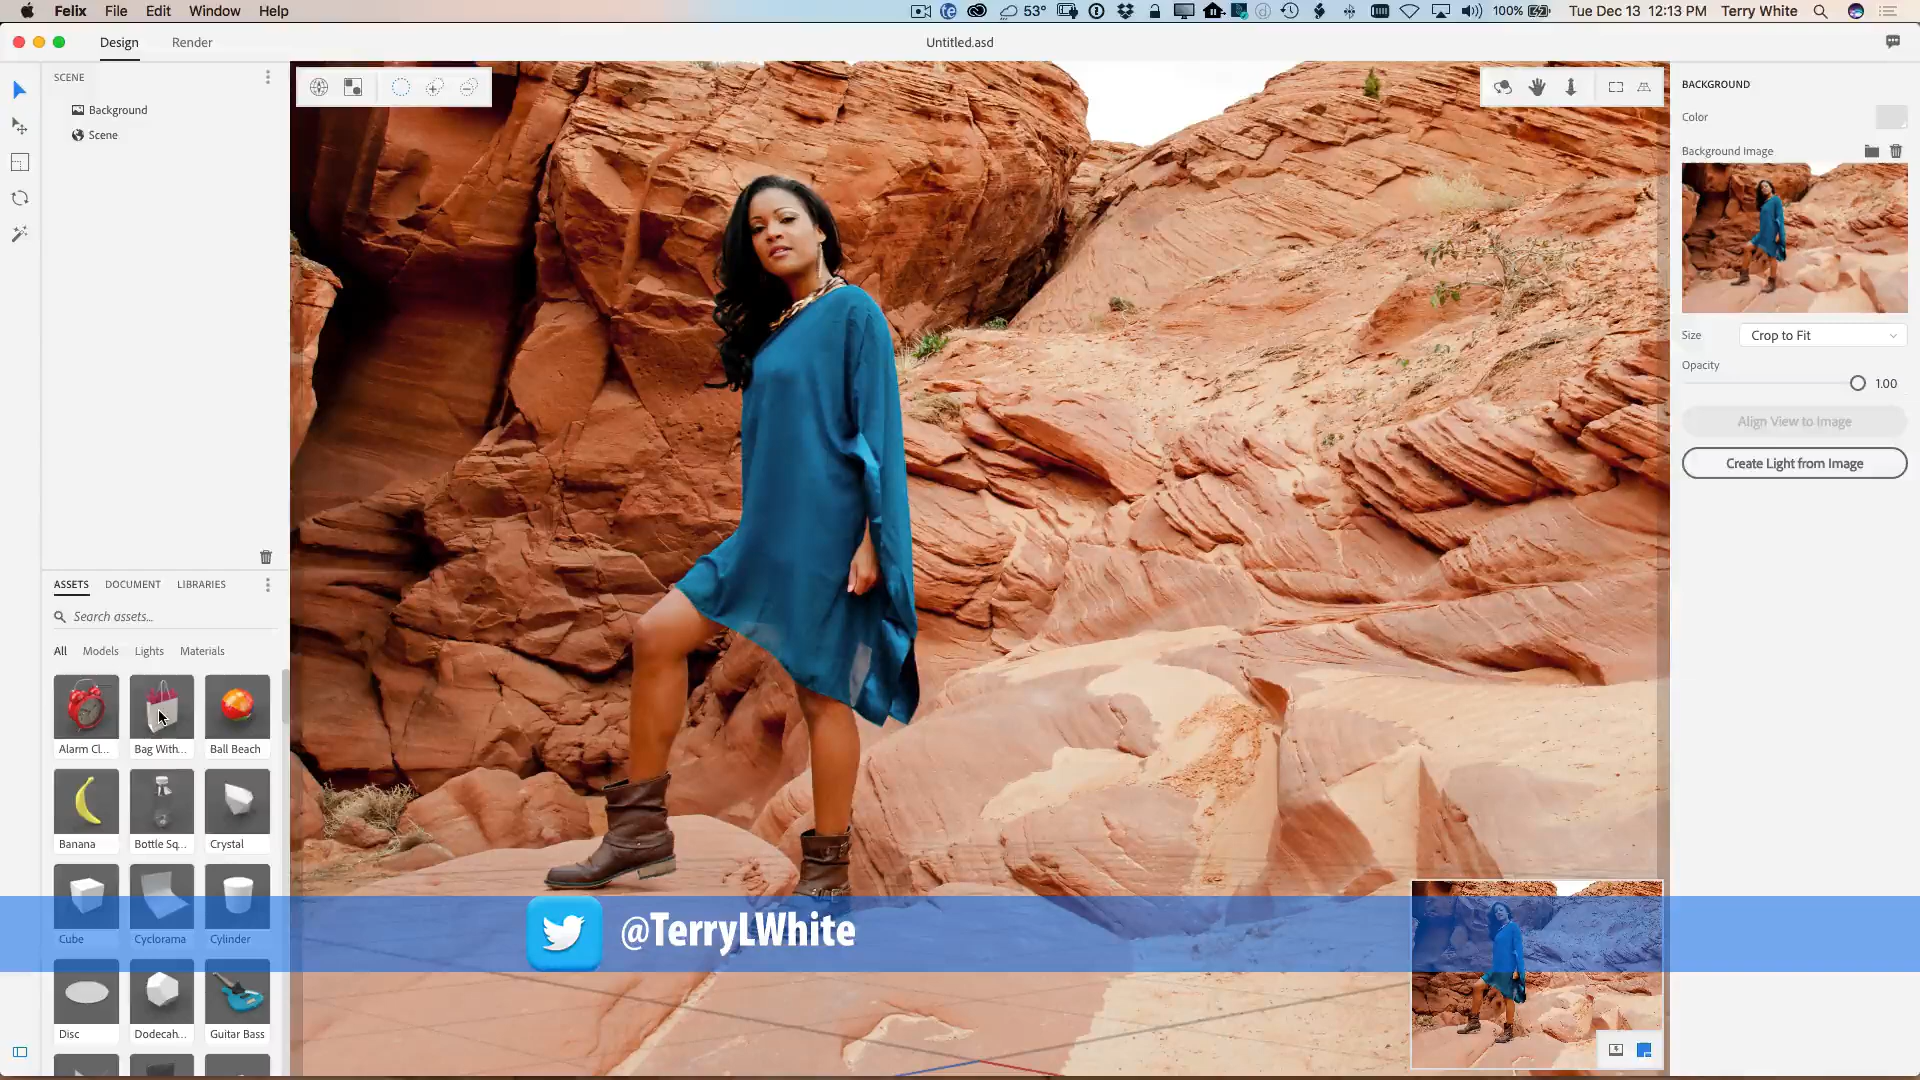 Felix File Edit Window Help
53° 100% Tue Dec 13 12:13 PM Terry White
Design Render
Untitled.asd
SCENE
Background
Scene
ASSETS DOCUMENT LIBRARIES
Search assets...
All Models Lights Materials
Alarm Cl... Bag With... Ball Beach
Banana Bottle Sq... Crystal
Cube Cyclorama Cylinder
Disc Dodecah... Guitar Bass
@TerryLWhite
BACKGROUND
Color
Background Image
Size Crop to Fit
Opacity
1.00
Align View to Image
Create Light from Image